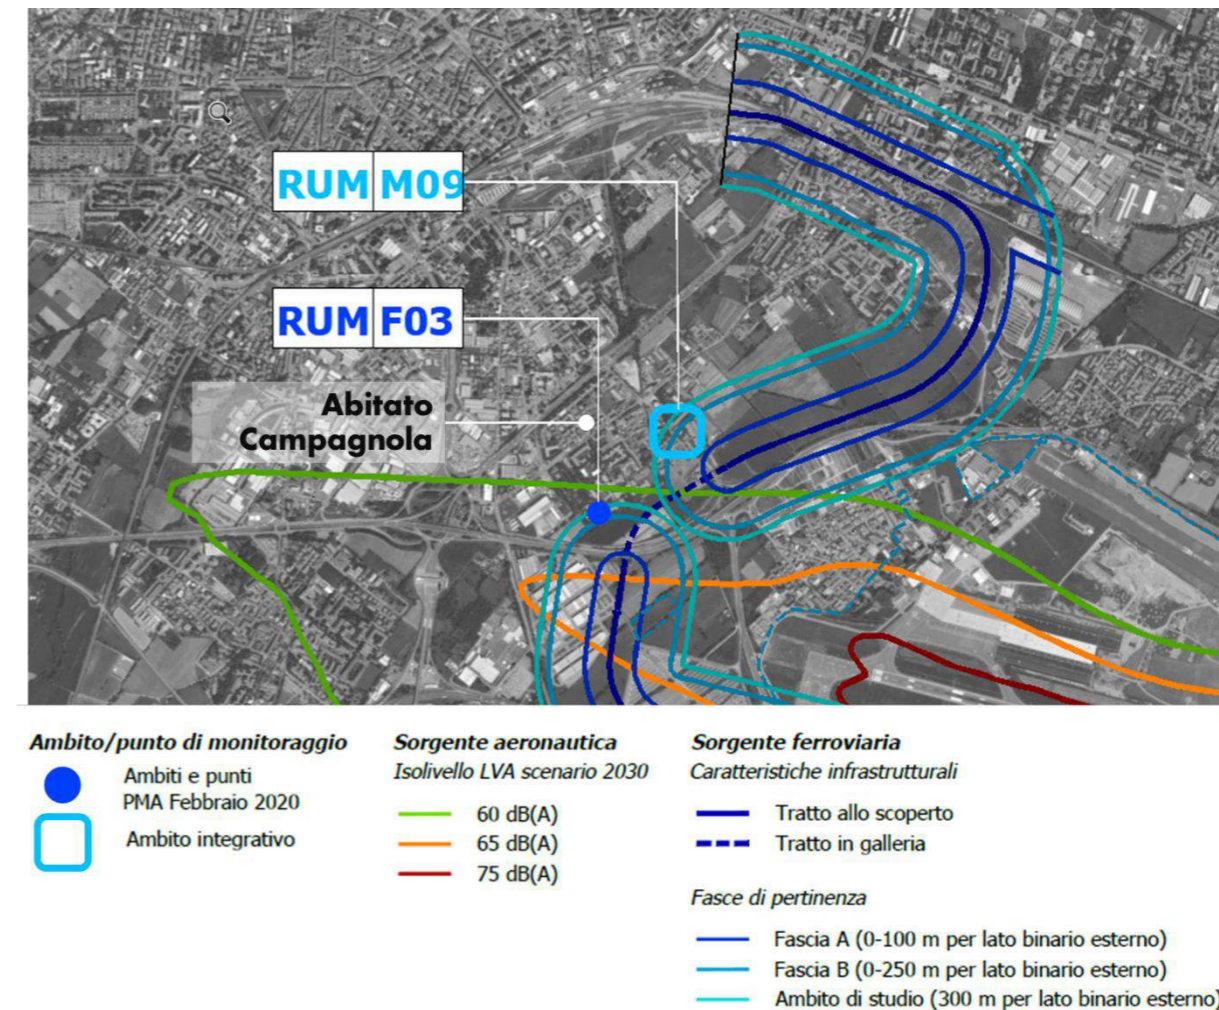 RUM M09
RUM F03
Abitato
Campagnola
Ambito/punto di monitoraggio
Ambiti e punti
PMA Febbraio 2020
Ambito integrativo
Sorgente aeronautica
Isolivello LVA scenario 2030
60 dB(A)
65 dB(A)
75 dB(A)
Sorgente ferroviaria
Caratteristiche infrastrutturali
Tratto allo scoperto
Tratto in galleria
Fasce di pertinenza
Fascia A (0-100 m per lato binario esterno)
Fascia B (0-250 m per lato binario esterno)
Ambito di studio (300 m per lato binario esterno)